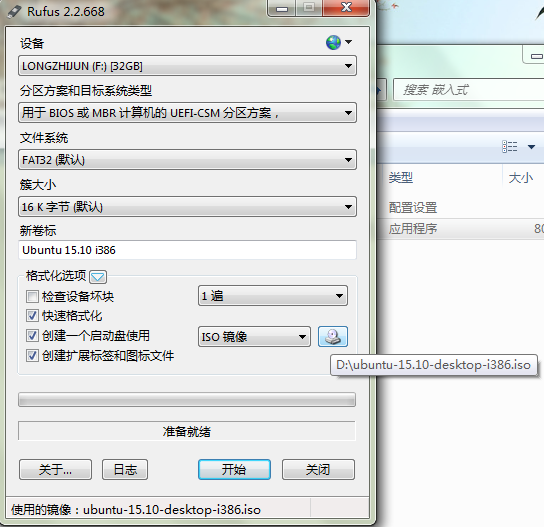 Rufus 2.2.668
设备
LONGZHIJUN (F:) [32GB]
分区方案和目标系统类型
用于 BIOS 或 MBR 计算机的 UEFI-CSM 分区方案，
文件系统
FAT32 (默认)
簇大小
16 K 字节 (默认)
新卷标
Ubuntu 15.10 i386
格式化选项
检查设备坏块
1 遍
快速格式化
创建一个启动盘使用
ISO 镜像
创建扩展标签和图标文件
D:\ubuntu-15.10-desktop-i386.iso
准备就绪
关于...
日志
开始
关闭
使用的镜像：ubuntu-15.10-desktop-i386.iso
搜索 嵌入式
类型
大小
配置设置
应用程序
80